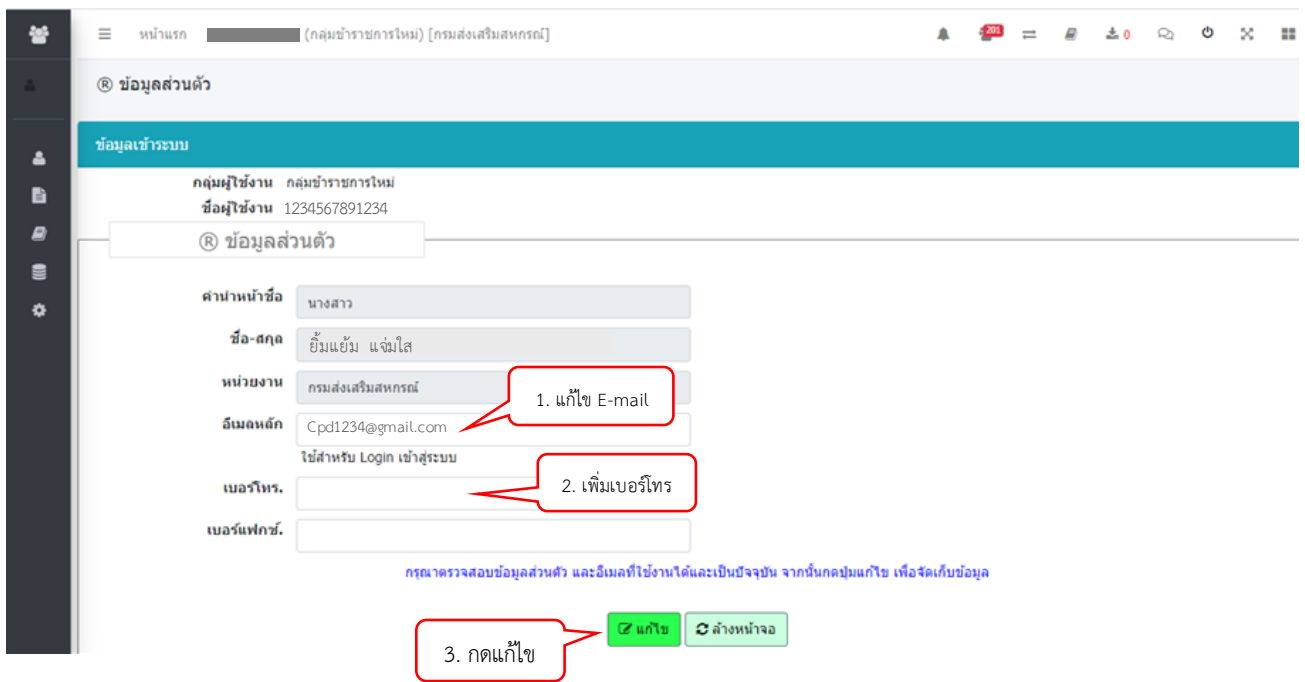 หน้าแรก (กลุ่มข้าราชการใหม่) [กรมส่งเสริมสหกรณ์] 201 0
® ข้อมูลส่วนตัว
ข้อมูลเข้าระบบ
กลุ่มผู้ใช้งาน กลุ่มข้าราชการใหม่
ชื่อผู้ใช้งาน 1234567891234
® ข้อมูลส่วนตัว
คำนำหน้าชื่อ นางสาว
ชื่อ-สกุล ยิ้มแย้ม แจ่มใส
หน่วยงาน กรมส่งเสริมสหกรณ์
1. แก้ไข E-mail
อีเมลหลัก Cpd1234@gmail.com
ใช้สำหรับ Login เข้าสู่ระบบ
เบอร์โทร. 2. เพิ่มเบอร์โทร
เบอร์แฟกซ์.
กรุณาตรวจสอบข้อมูลส่วนตัว และอีเมลที่ใช้งานได้และเป็นปัจจุบัน จากนั้นกดปุ่มแก้ไข เพื่อจัดเก็บข้อมูล
แก้ไข ล้างหน้าจอ
3. กดแก้ไข